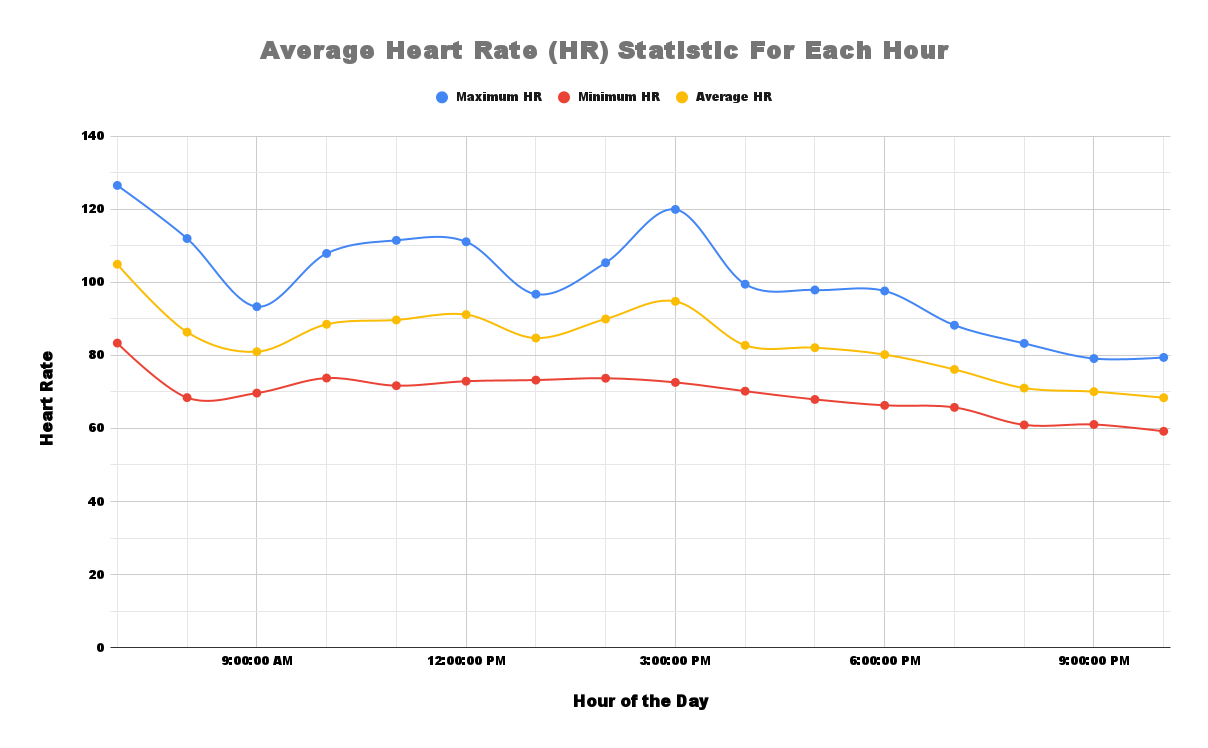 Average Heart Rate (HR) Statistic For Each Hour
Maximum HR Minimum HR Average HR
140
120
100
80
60
40
20
0
Heart Rate
9:00:00 AM 12:00:00 PM 3:00:00 PM 6:00:00 PM 9:00:00 PM
Hour of the Day